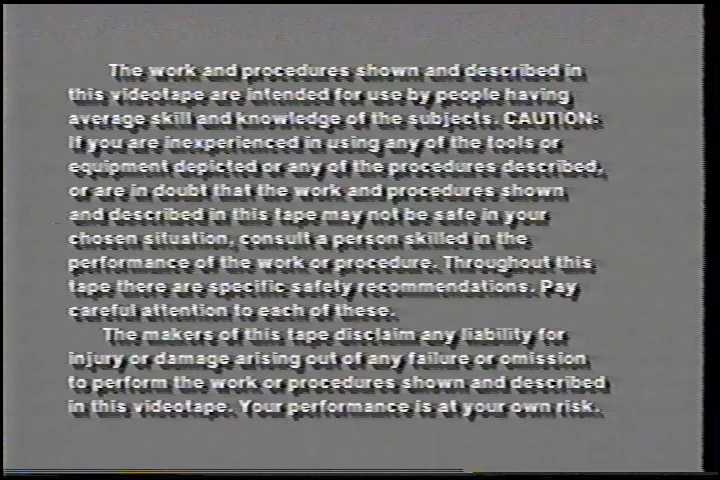 The work and procedures shown and described in
this videotape are intended for use by people having
average skill and knowledge of the subjects. CAUTION:
If you are inexperienced in using any of the tools or
equipment depicted or any of the procedures described,
or are in doubt that the work and procedures shown
and described in this tape may not be safe in your
chosen situation, consult a person skilled in the
performance of the work or procedure. Throughout this
tape there are specific safety recommendations. Pay
careful attention to each of these.
The makers of this tape disclaim any liability for
injury or damage arising out of any failure or omission
to perform the work or procedures shown and described
in this videotape. Your performance is at your own risk.